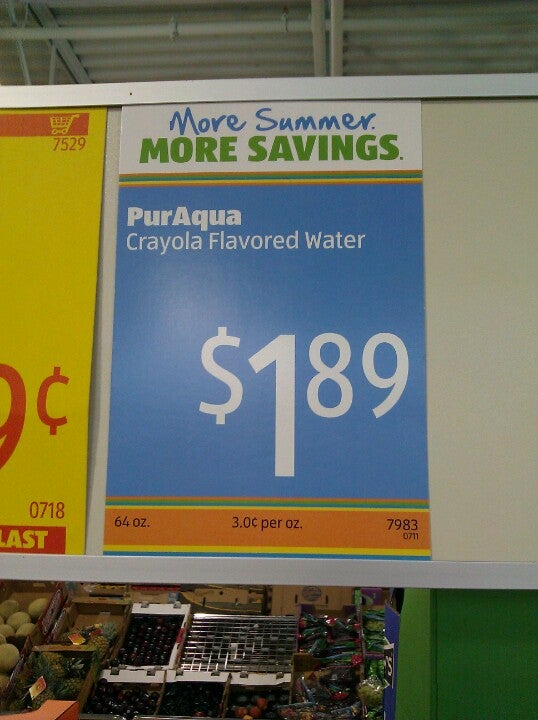 7529
9¢
0718
LAST
More Summer.
MORE SAVINGS.
PurAqua
Crayola Flavored Water
$189
64 oz.
3.0¢ per oz.
7983
0711